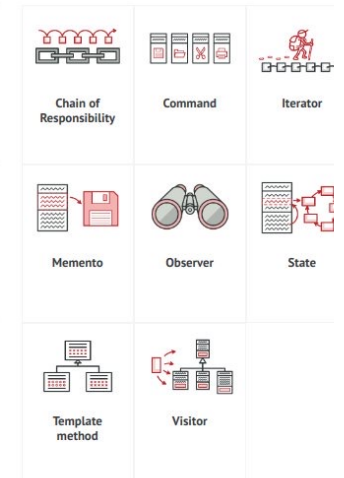 Chain of
Responsibility
Command
Iterator
Memento
Observer
State
Template
method
Visitor